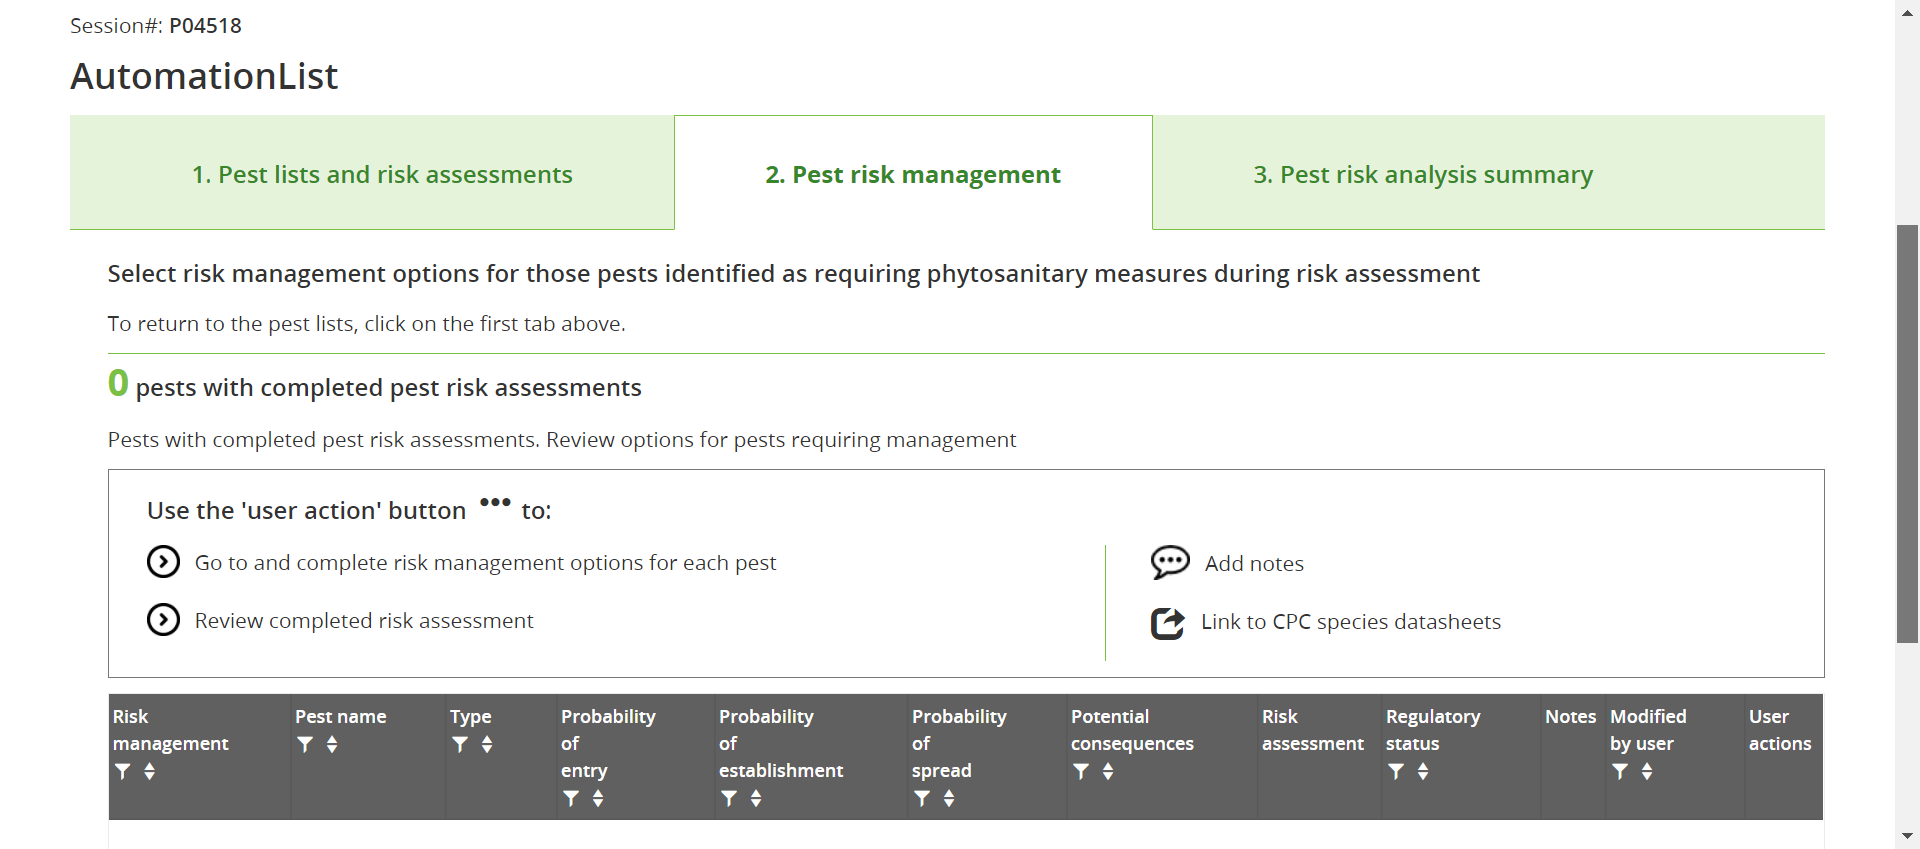 Session#: P04518
AutomationList
1. Pest lists and risk assessments
2. Pest risk management
3. Pest risk analysis summary
Select risk management options for those pests identified as requiring phytosanitary measures during risk assessment
To return to the pest lists, click on the first tab above.
0 pests with completed pest risk assessments
Pests with completed pest risk assessments. Review options for pests requiring management
Use the 'user action' button ••• to:
Go to and complete risk management options for each pest
Review completed risk assessment
Add notes
Link to CPC species datasheets
Risk
management
Pest name
Type
Probability
of
entry
Probability
of
establishment
Probability
of
spread
Potential
consequences
Risk
assessment
Regulatory
status
Notes
Modified
by user
User
actions